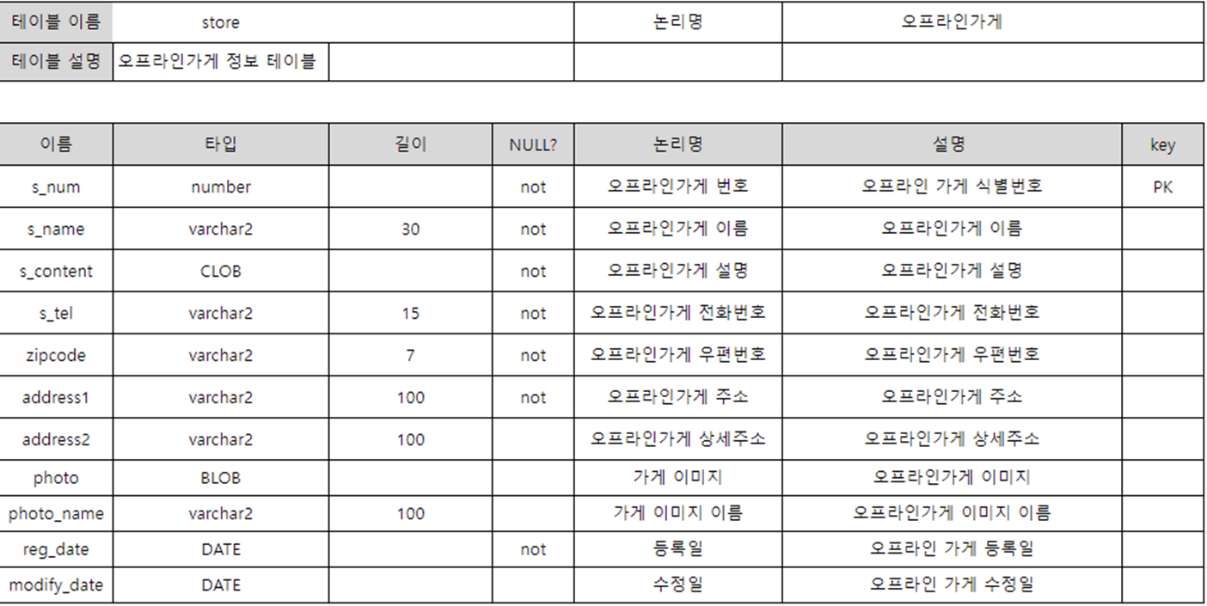 테이블 이름 store 논리명 오프라인가게
테이블 설명 오프라인가게 정보 테이블
이름 타입 길이 NULL? 논리명 설명 key
s_num number not 오프라인가게 번호 오프라인 가게 식별번호 PK
s_name varchar2 30 not 오프라인가게 이름 오프라인가게 이름
s_content CLOB not 오프라인가게 설명 오프라인가게 설명
s_tel varchar2 15 not 오프라인가게 전화번호 오프라인가게 전화번호
zipcode varchar2 7 not 오프라인가게 우편번호 오프라인가게 우편번호
address1 varchar2 100 not 오프라인가게 주소 오프라인가게 주소
address2 varchar2 100 오프라인가게 상세주소 오프라인가게 상세주소
photo BLOB 가게 이미지 오프라인가게 이미지
photo_name varchar2 100 가게 이미지 이름 오프라인가게 이미지 이름
reg_date DATE not 등록일 오프라인 가게 등록일
modify_date DATE 수정일 오프라인 가게 수정일